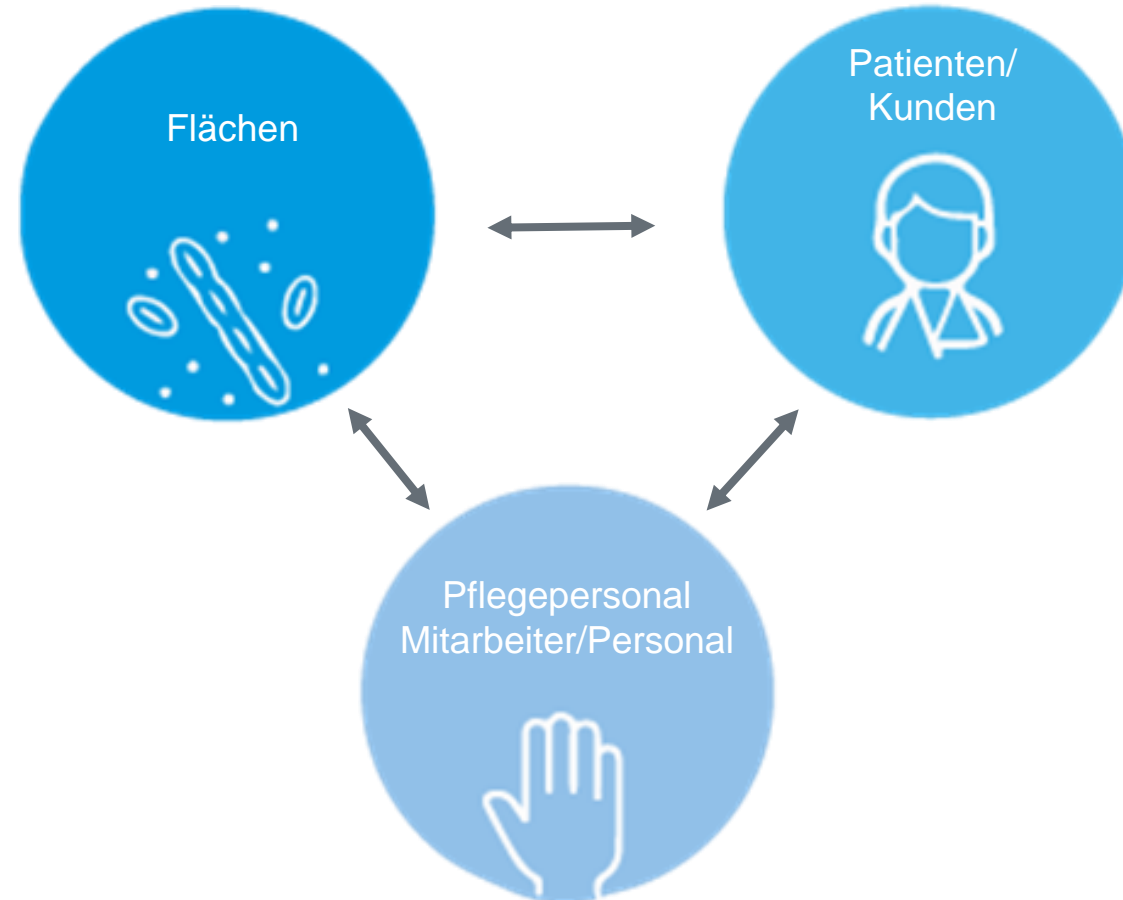 Flächen
Patienten/
Kunden
Pflegepersonal
Mitarbeiter/Personal